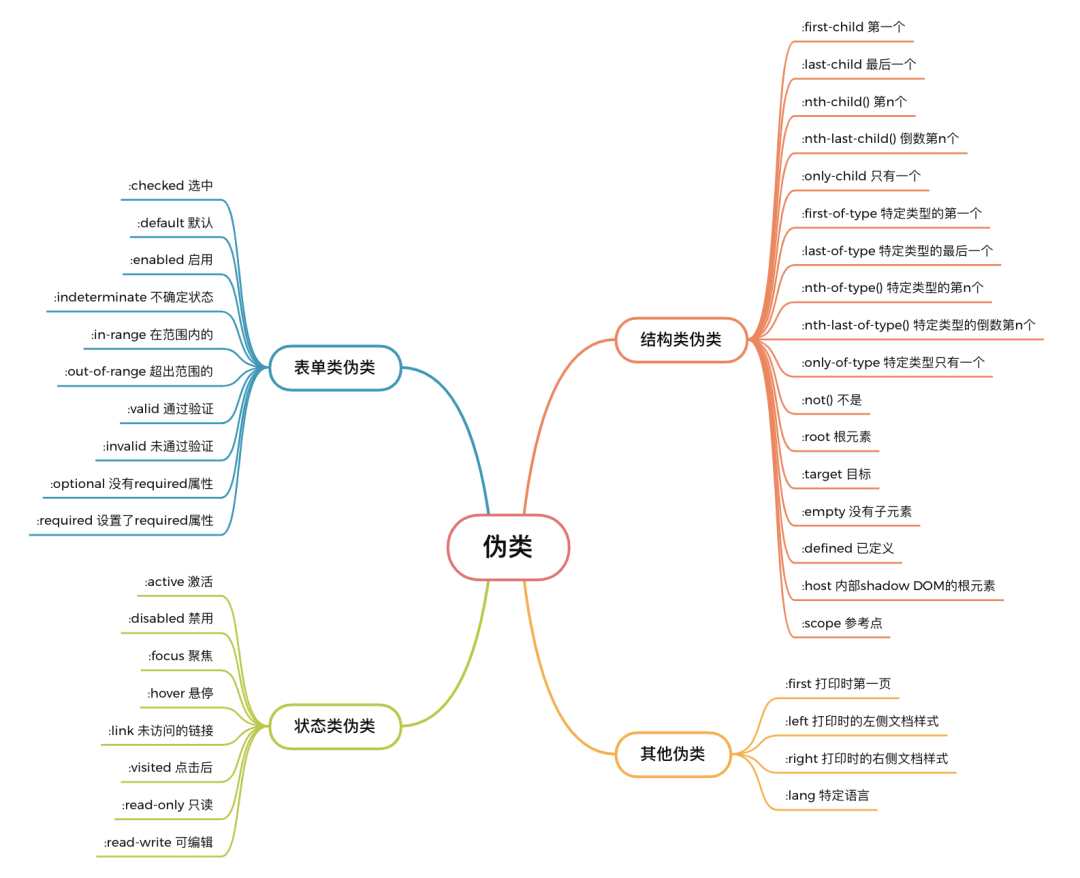 伪类
表单类伪类
:checked 选中
:default 默认
:enabled 启用
:indeterminate 不确定状态
:in-range 在范围内的
:out-of-range 超出范围的
:valid 通过验证
:invalid 未通过验证
:optional 没有required属性
:required 设置了required属性
状态类伪类
:active 激活
:disabled 禁用
:focus 聚焦
:hover 悬停
:link 未访问的链接
:visited 点击后
:read-only 只读
:read-write 可编辑
结构类伪类
:first-child 第一个
:last-child 最后一个
:nth-child() 第n个
:nth-last-child() 倒数第n个
:only-child 只有一个
:first-of-type 特定类型的第一个
:last-of-type 特定类型的最后一个
:nth-of-type() 特定类型的第n个
:nth-last-of-type() 特定类型的倒数第n个
:only-of-type 特定类型只有一个
:not() 不是
:root 根元素
:target 目标
:empty 没有子元素
:defined 已定义
:host 内部shadow DOM的根元素
:scope 参考点
其他伪类
:first 打印时第一页
:left 打印时的左侧文档样式
:right 打印时的右侧文档样式
:lang 特定语言